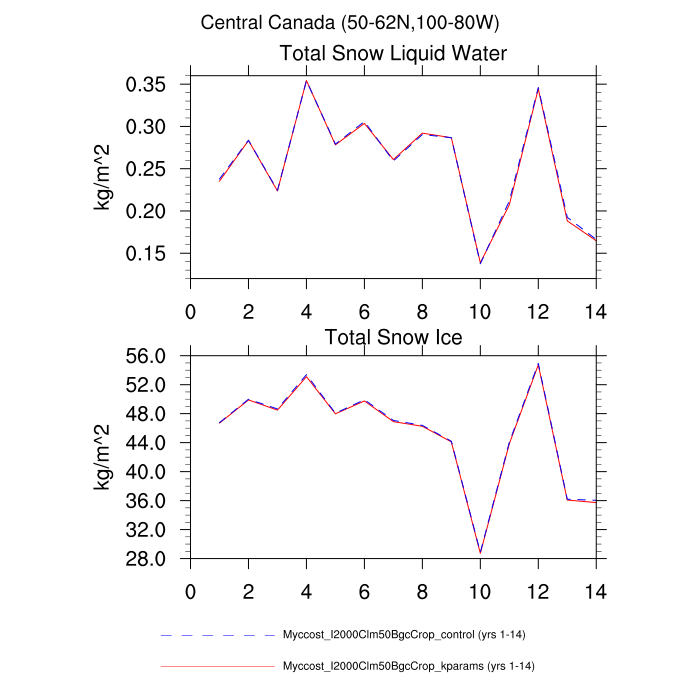 Central Canada (50-62N,100-80W)
Total Snow Liquid Water
0.35
0.30
0.25
0.20
0.15
kg/m^2
0 2 4 6 8 10 12 14
Total Snow Ice
56.0
52.0
48.0
44.0
40.0
36.0
32.0
28.0
kg/m^2
0 2 4 6 8 10 12 14
Myccost_I2000Clm50BgcCrop_control (yrs 1-14)
Myccost_I2000Clm50BgcCrop_kparams (yrs 1-14)